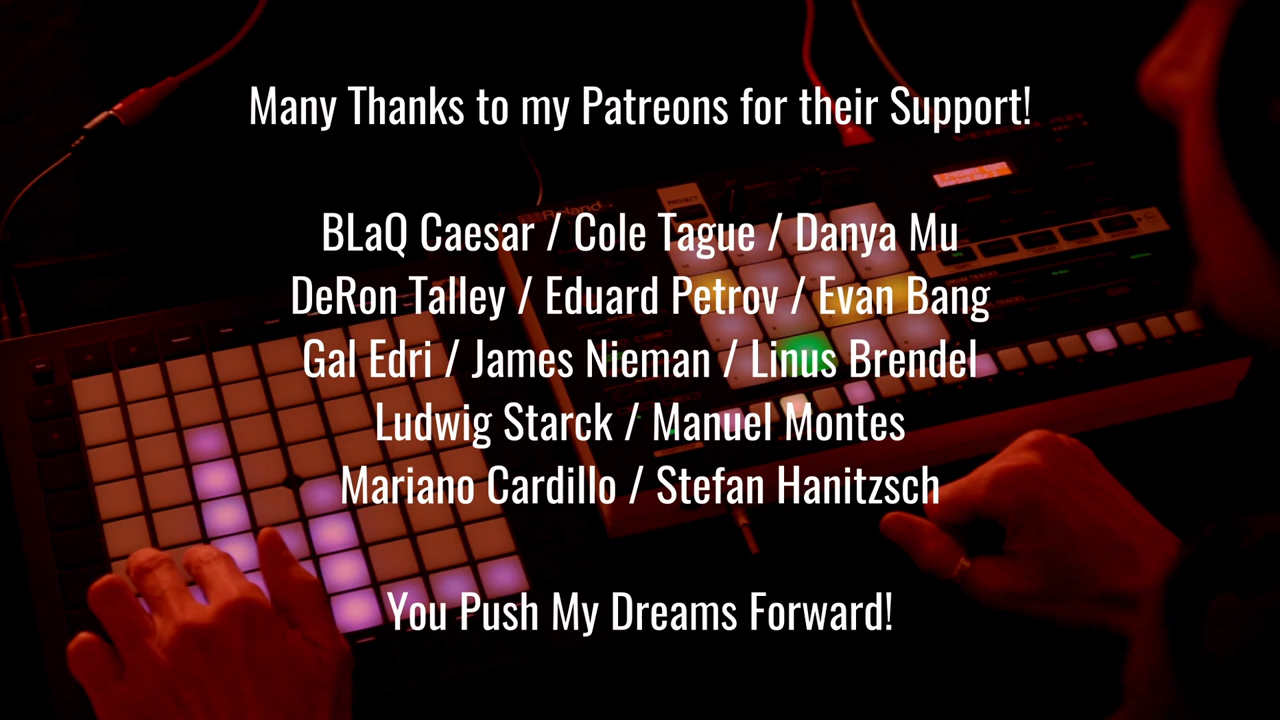 Many Thanks to my Patreons for their Support!
BLaQ Caesar / Cole Tague / Danya Mu
DeRon Talley / Eduard Petrov / Evan Bang
Gal Edri / James Nieman / Linus Brendel
Ludwig Starck / Manuel Montes
Mariano Cardillo / Stefan Hanitzsch
You Push My Dreams Forward!
Roland
PROJECT